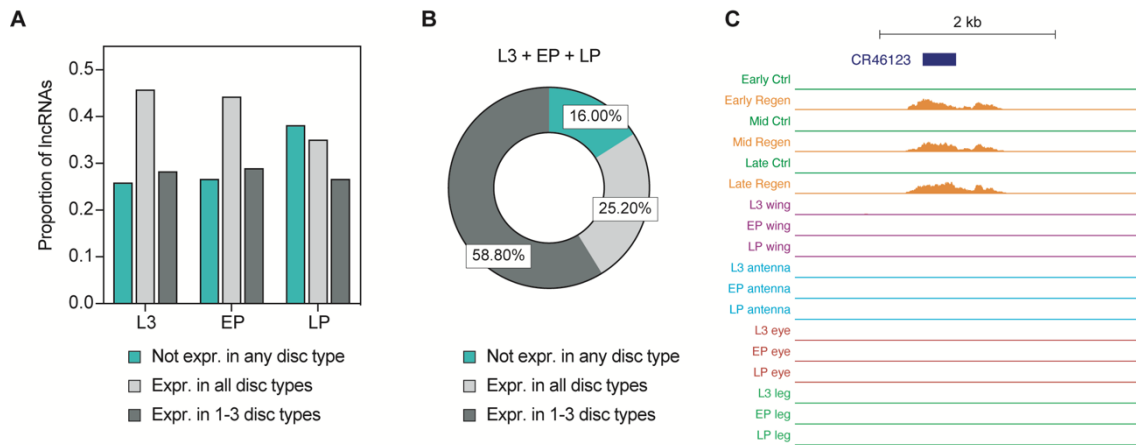 A
Proportion of lncRNAs
0.5
0.4
0.3
0.2
0.1
0.0
L3
EP
LP
Not expr. in any disc type
Expr. in all disc types
Expr. in 1-3 disc types
B
L3 + EP + LP
16.00%
25.20%
58.80%
Not expr. in any disc type
Expr. in all disc types
Expr. in 1-3 disc types
C
2 kb
CR46123
Early Ctrl
Early Regen
Mid Ctrl
Mid Regen
Late Ctrl
Late Regen
L3 wing
EP wing
LP wing
L3 antenna
EP antenna
LP antenna
L3 eye
EP eye
LP eye
L3 leg
EP leg
LP leg